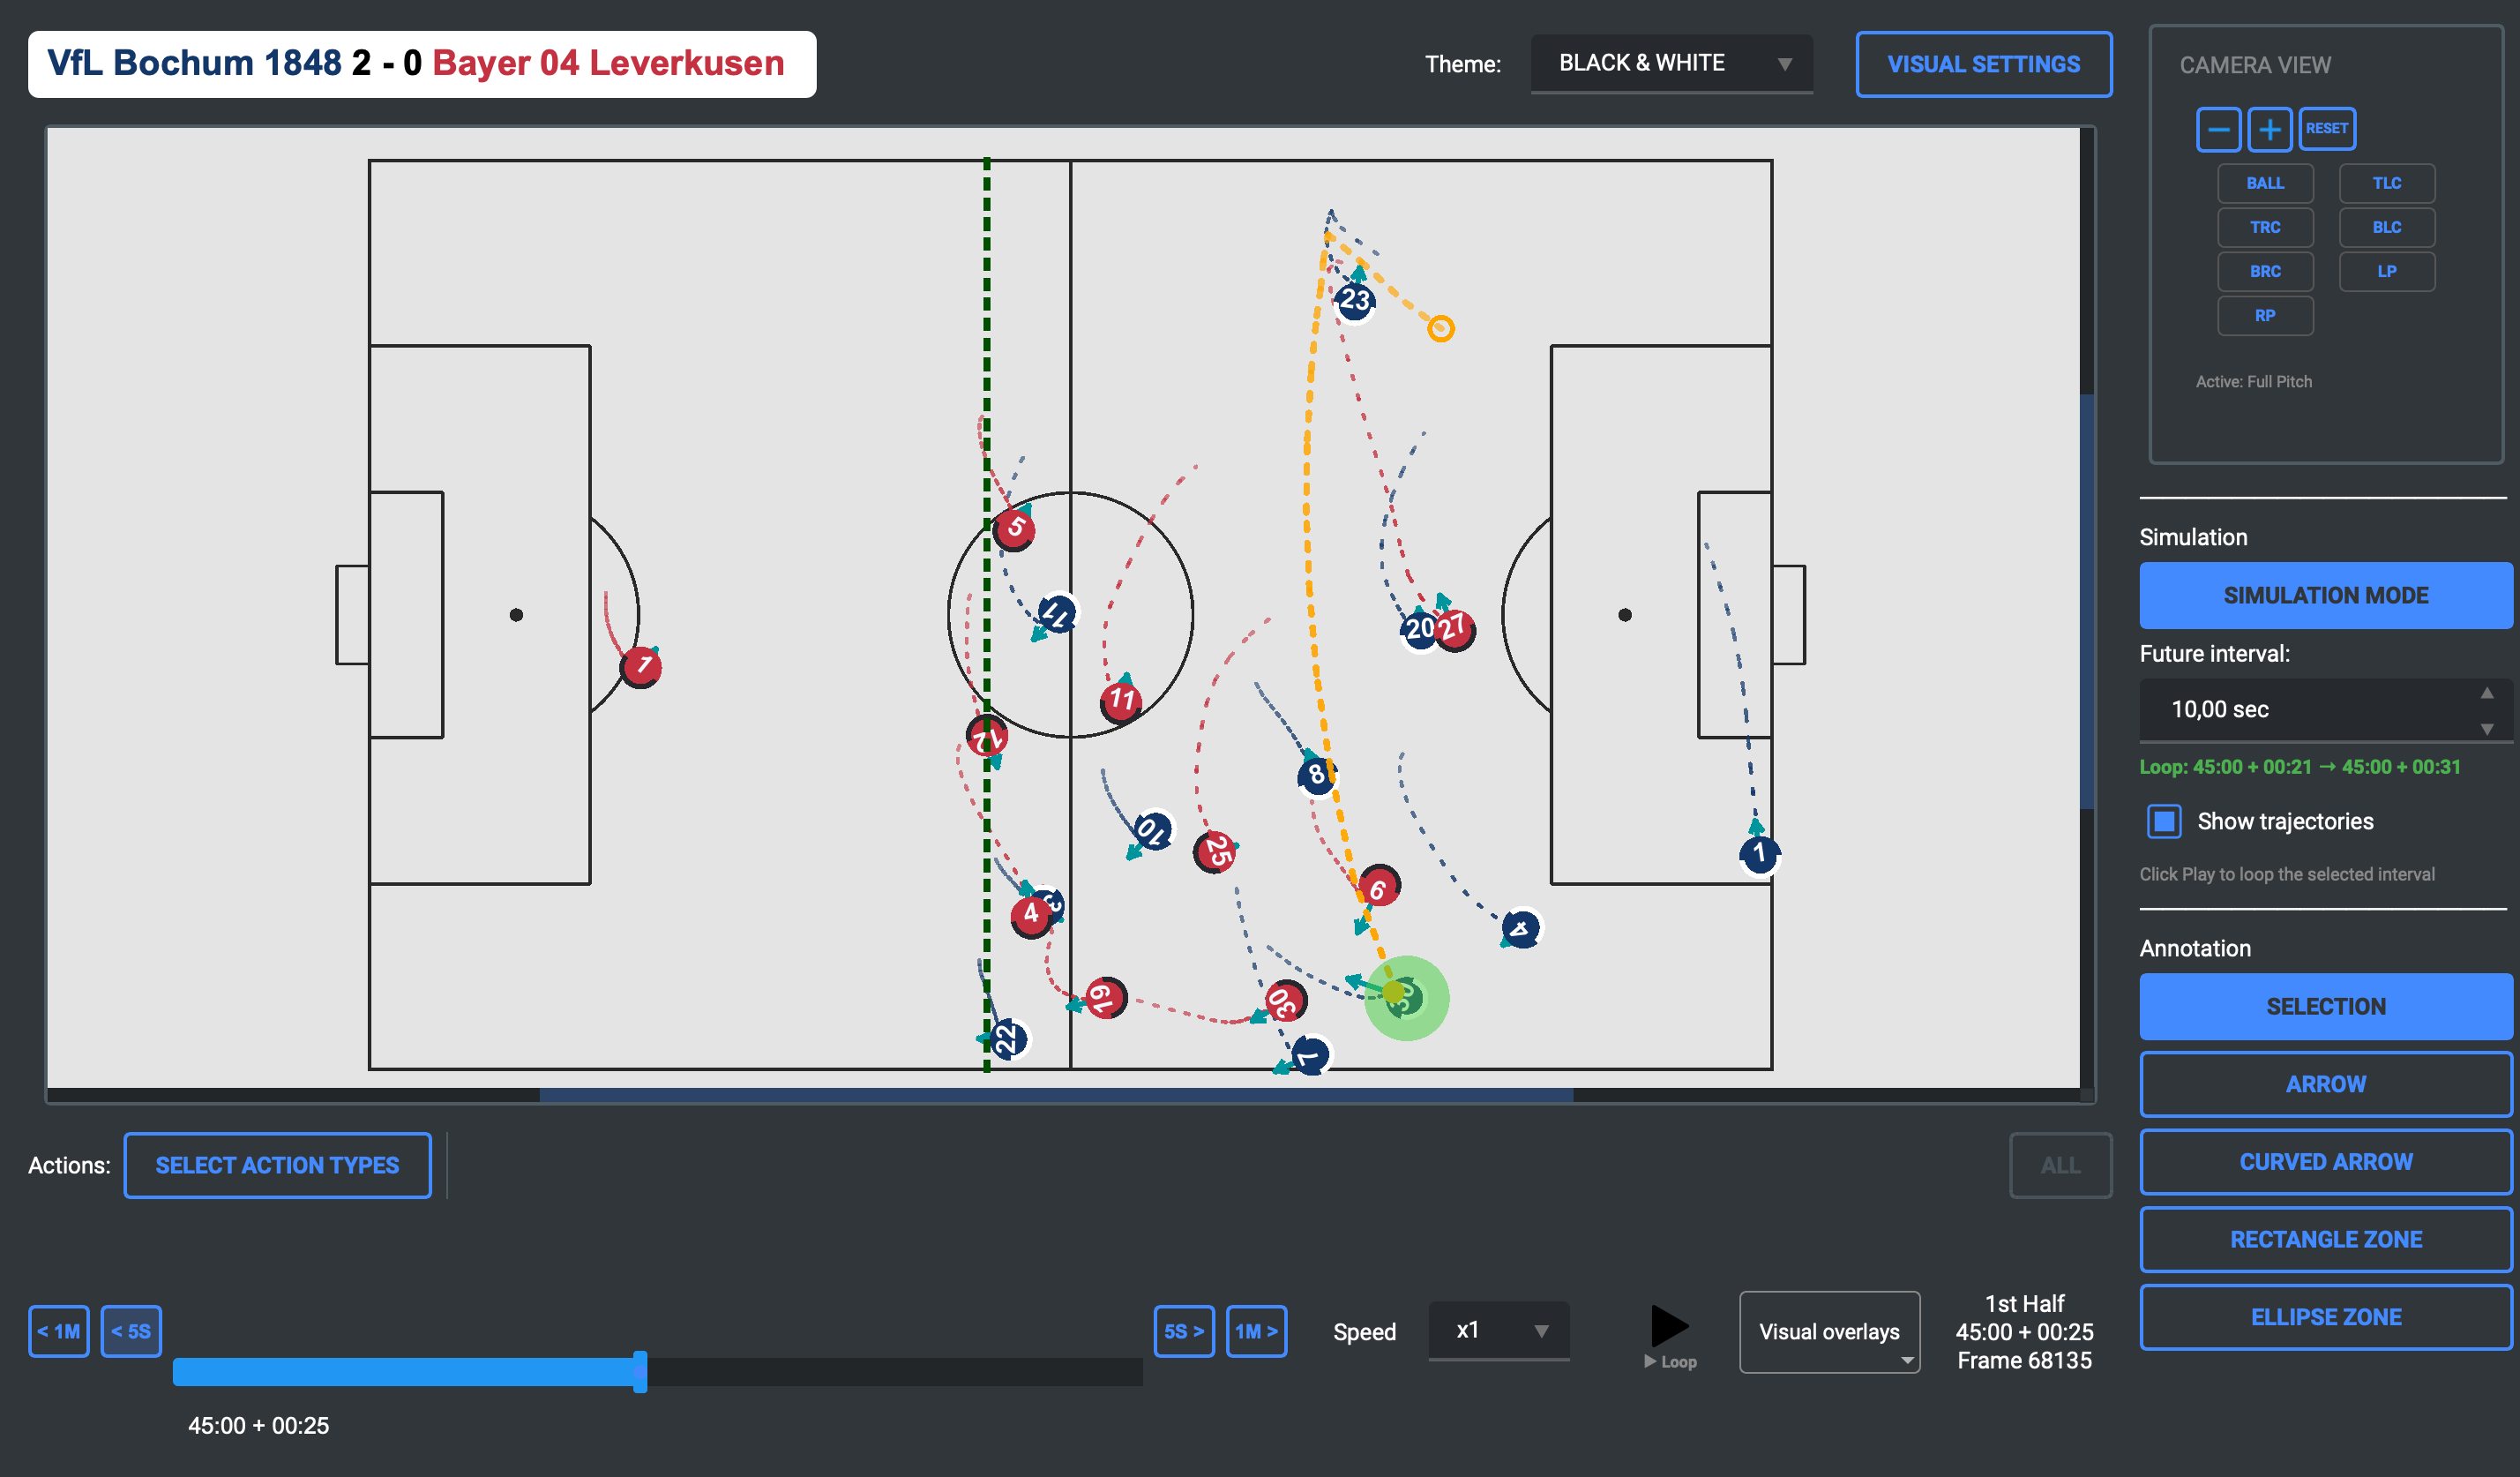 VfL Bochum 1848 2 - 0 Bayer 04 Leverkusen
Theme: BLACK & WHITE
VISUAL SETTINGS
CAMERA VIEW
RESET
BALL TLC
TRC BLC
BRC LP
RP
Active: Full Pitch
23
5
77
20 27
1
11
12
8
10
25
1
6
4
4
19
30
22
7
Simulation
SIMULATION MODE
Future interval:
10,00 sec
Loop: 45:00 + 00:21 → 45:00 + 00:31
Show trajectories
Click Play to loop the selected interval
Annotation
SELECTION
ARROW
CURVED ARROW
RECTANGLE ZONE
ELLIPSE ZONE
Actions: SELECT ACTION TYPES
ALL
< 1M < 5S
5S > 1M >
Speed x1
Loop
Visual overlays
1st Half
45:00 + 00:25
Frame 68135
45:00 + 00:25